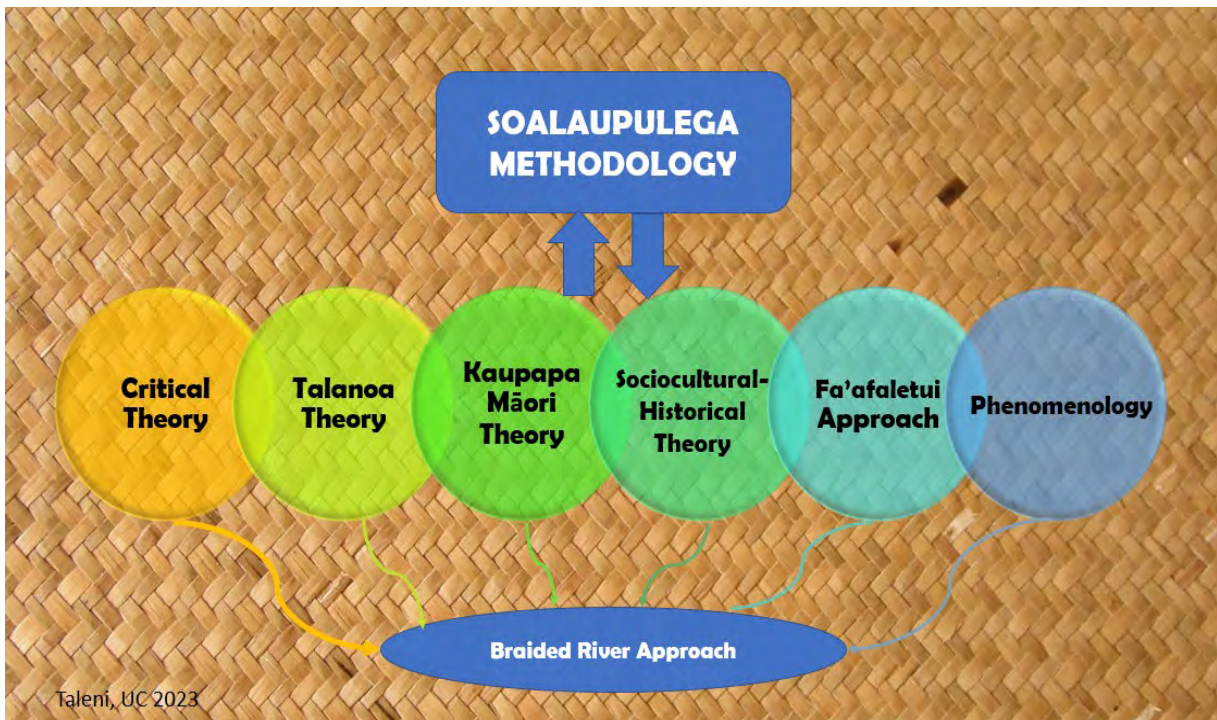 SOALAUPULEGA
METHODOLOGY
Critical
Theory
Talanoa
Theory
Kaupapa
Māori
Theory
Sociocultural-
Historical
Theory
Fa'afaletui
Approach
Phenomenology
Braided River Approach
Taleni, UC 2023